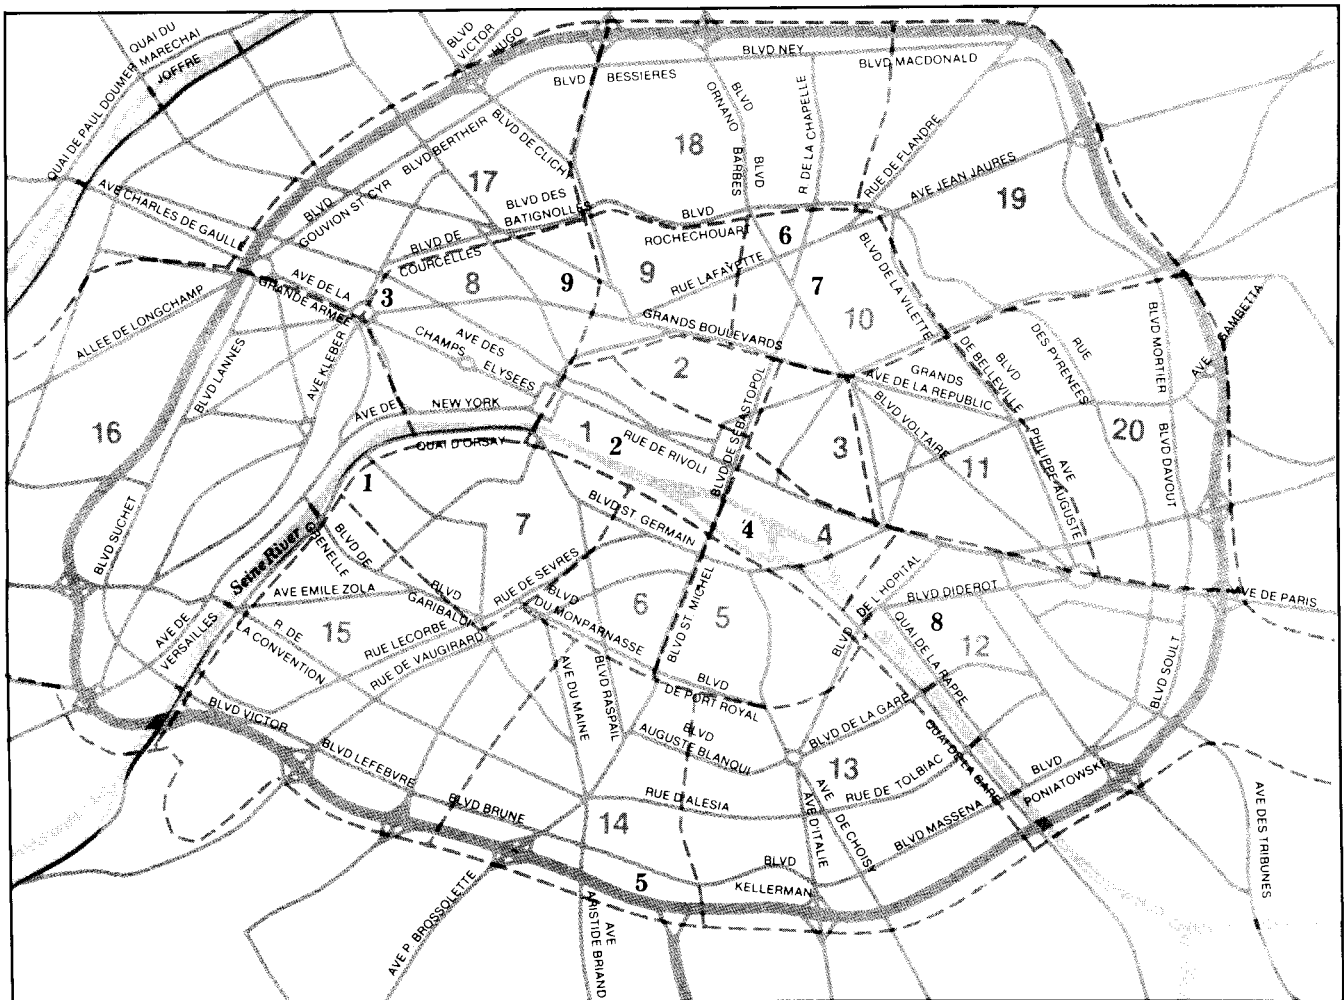 QUAI DU
MARECHAL
JOFFRE
QUAI DE PAUL DOUMER
BLVD
VICTOR
HUGO
BLVD NEY
BLVD BESSIERES
BLVD MACDONALD
BLVD
ORNANO
BLVD
BARBES
R DE LA CHAPELLE
RUE DE FLANDRE
AVE JEAN JAURES
BLVD DE CLICHY
BLVD BERTHEIR
18
17
19
AVE CHARLES DE GAULLE
BLVD
GOUVION ST CYR
BLVD DES
BATIGNOLLES
BLVD
ROCHECHOUART
6
BLVD DE
COURCELLES
8
9
9
RUE LAFAYETTE
7
10
BLVD DE LA VILETTE
AVE DE LA
GRANDE ARMEE
3
ALLEE DE LONGCHAMP
BLVD LANNES
AVE KLEBER
AVE DES
CHAMPS ELYSEES
GRANDS BOULEVARDS
2
DE BELLEVILLE
BLVD
RUE
DES PYRENEES
BLVD MORTIER
AVE GAMBETTA
GRANDS
AVE DE LA REPUBLIC
BLVD VOLTAIRE
AVE DE NEW YORK
QUAI D'ORSAY
16
1
2
RUE DE RIVOLI
BLVD DE SEBASTOPOL
3
11
AVE
PHILIPPE AUGUSTE
20
BLVD DAVOUT
1
7
BLVD ST GERMAIN
4
4
BLVD SUCHET
Seine River
BLVD DE
GRENELLE
AVE EMILE ZOLA
BLVD
GARIBALDI
RUE DE SEVRES
BLVD
DU MONPARNASSE
6
BLVD ST MICHEL
5
BLVD DE L'HOPITAL
BLVD DIDEROT
8
12
QUAI DE LA RAPPE
AVE DE PARIS
AVE DE
VERSAILLES
R DE
LA CONVENTION
15
RUE LECORBE
RUE DE VAUGIRARD
AVE DU MAINE
BLVD RASPAIL
BLVD
DE PORT ROYAL
BLVD
AUGUSTE BLANQUI
BLVD DE LA GARE
QUAI DE LA GARE
BLVD SOULT
BLVD VICTOR
BLVD LEFEBVRE
BLVD BRUNE
RUE D'ALESIA
14
13
RUE DE TOLBIAC
AVE D'ITALIE
AVE
DE CHOISY
BLVD MASSENA
BLVD
PONIATOWSKI
AVE DES TRIBUNES
5
BLVD
KELLERMAN
AVE P BROSSOLETTE
AVE
ARISTIDE BRIAND